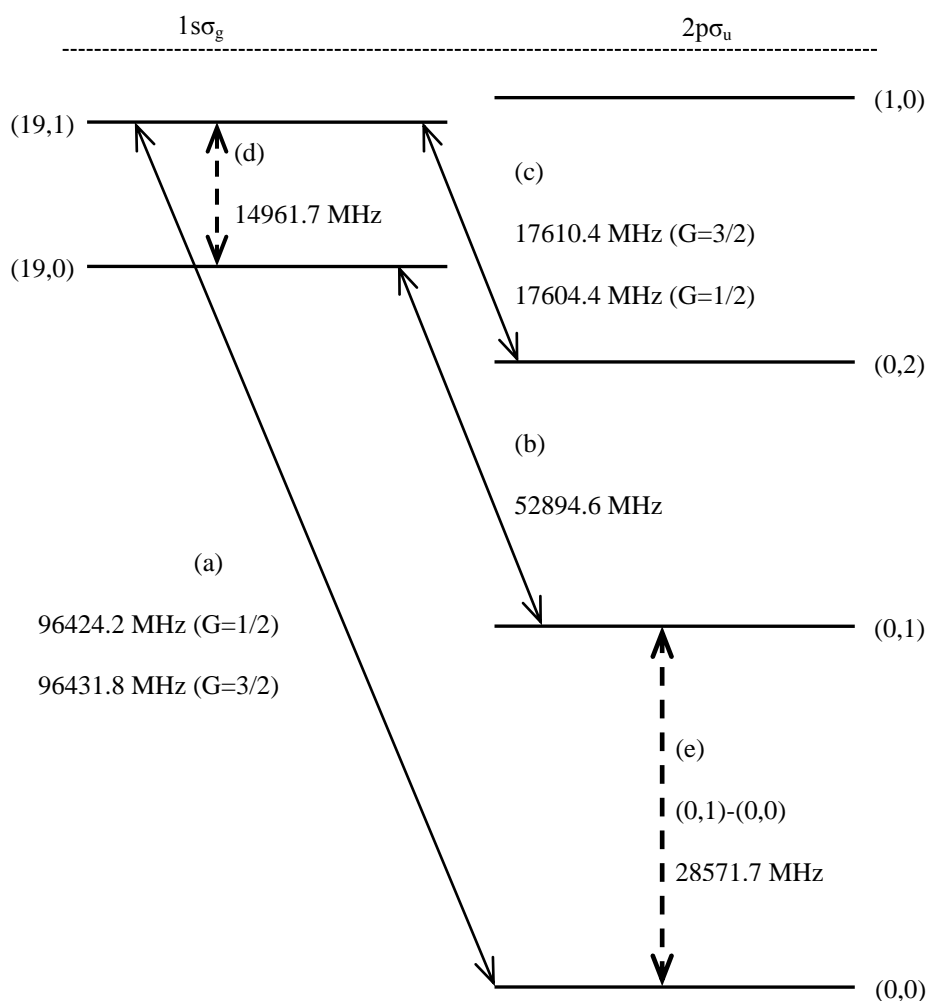 1sσg 2pσu
(1,0)
(19,1)
(d)
(c)
14961.7 MHz
17610.4 MHz (G=3/2)
(19,0)
17604.4 MHz (G=1/2)
(0,2)
(b)
52894.6 MHz
(a)
96424.2 MHz (G=1/2)
(0,1)
96431.8 MHz (G=3/2)
(e)
(0,1)-(0,0)
28571.7 MHz
(0,0)